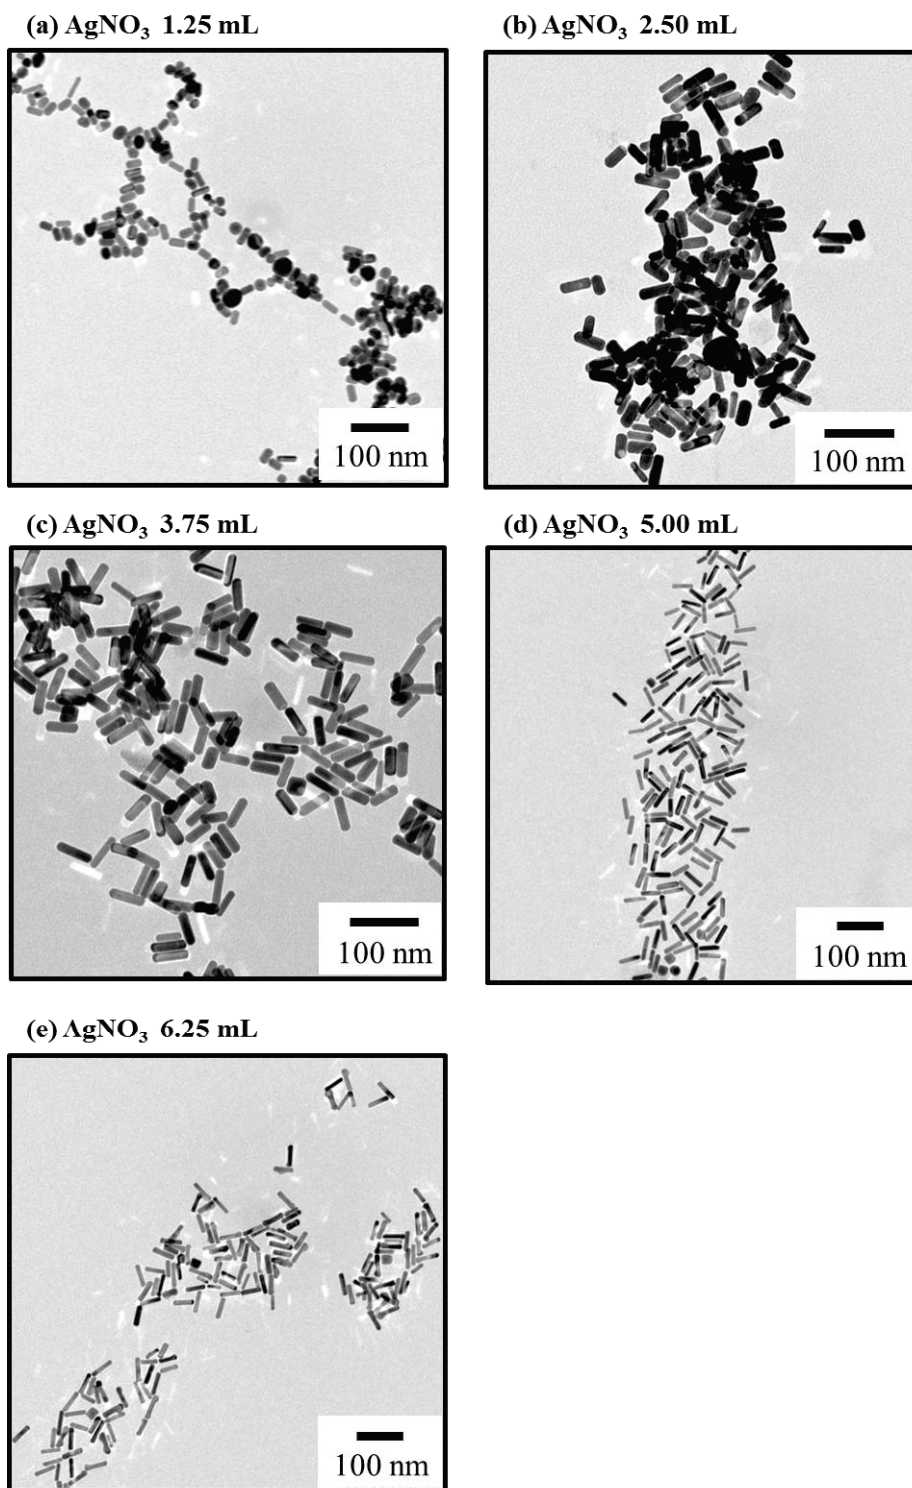 (a) AgNO₃ 1.25 mL
(b) AgNO₃ 2.50 mL
100 nm
100 nm
(c) AgNO₃ 3.75 mL
(d) AgNO₃ 5.00 mL
100 nm
100 nm
(e) AgNO₃ 6.25 mL
100 nm